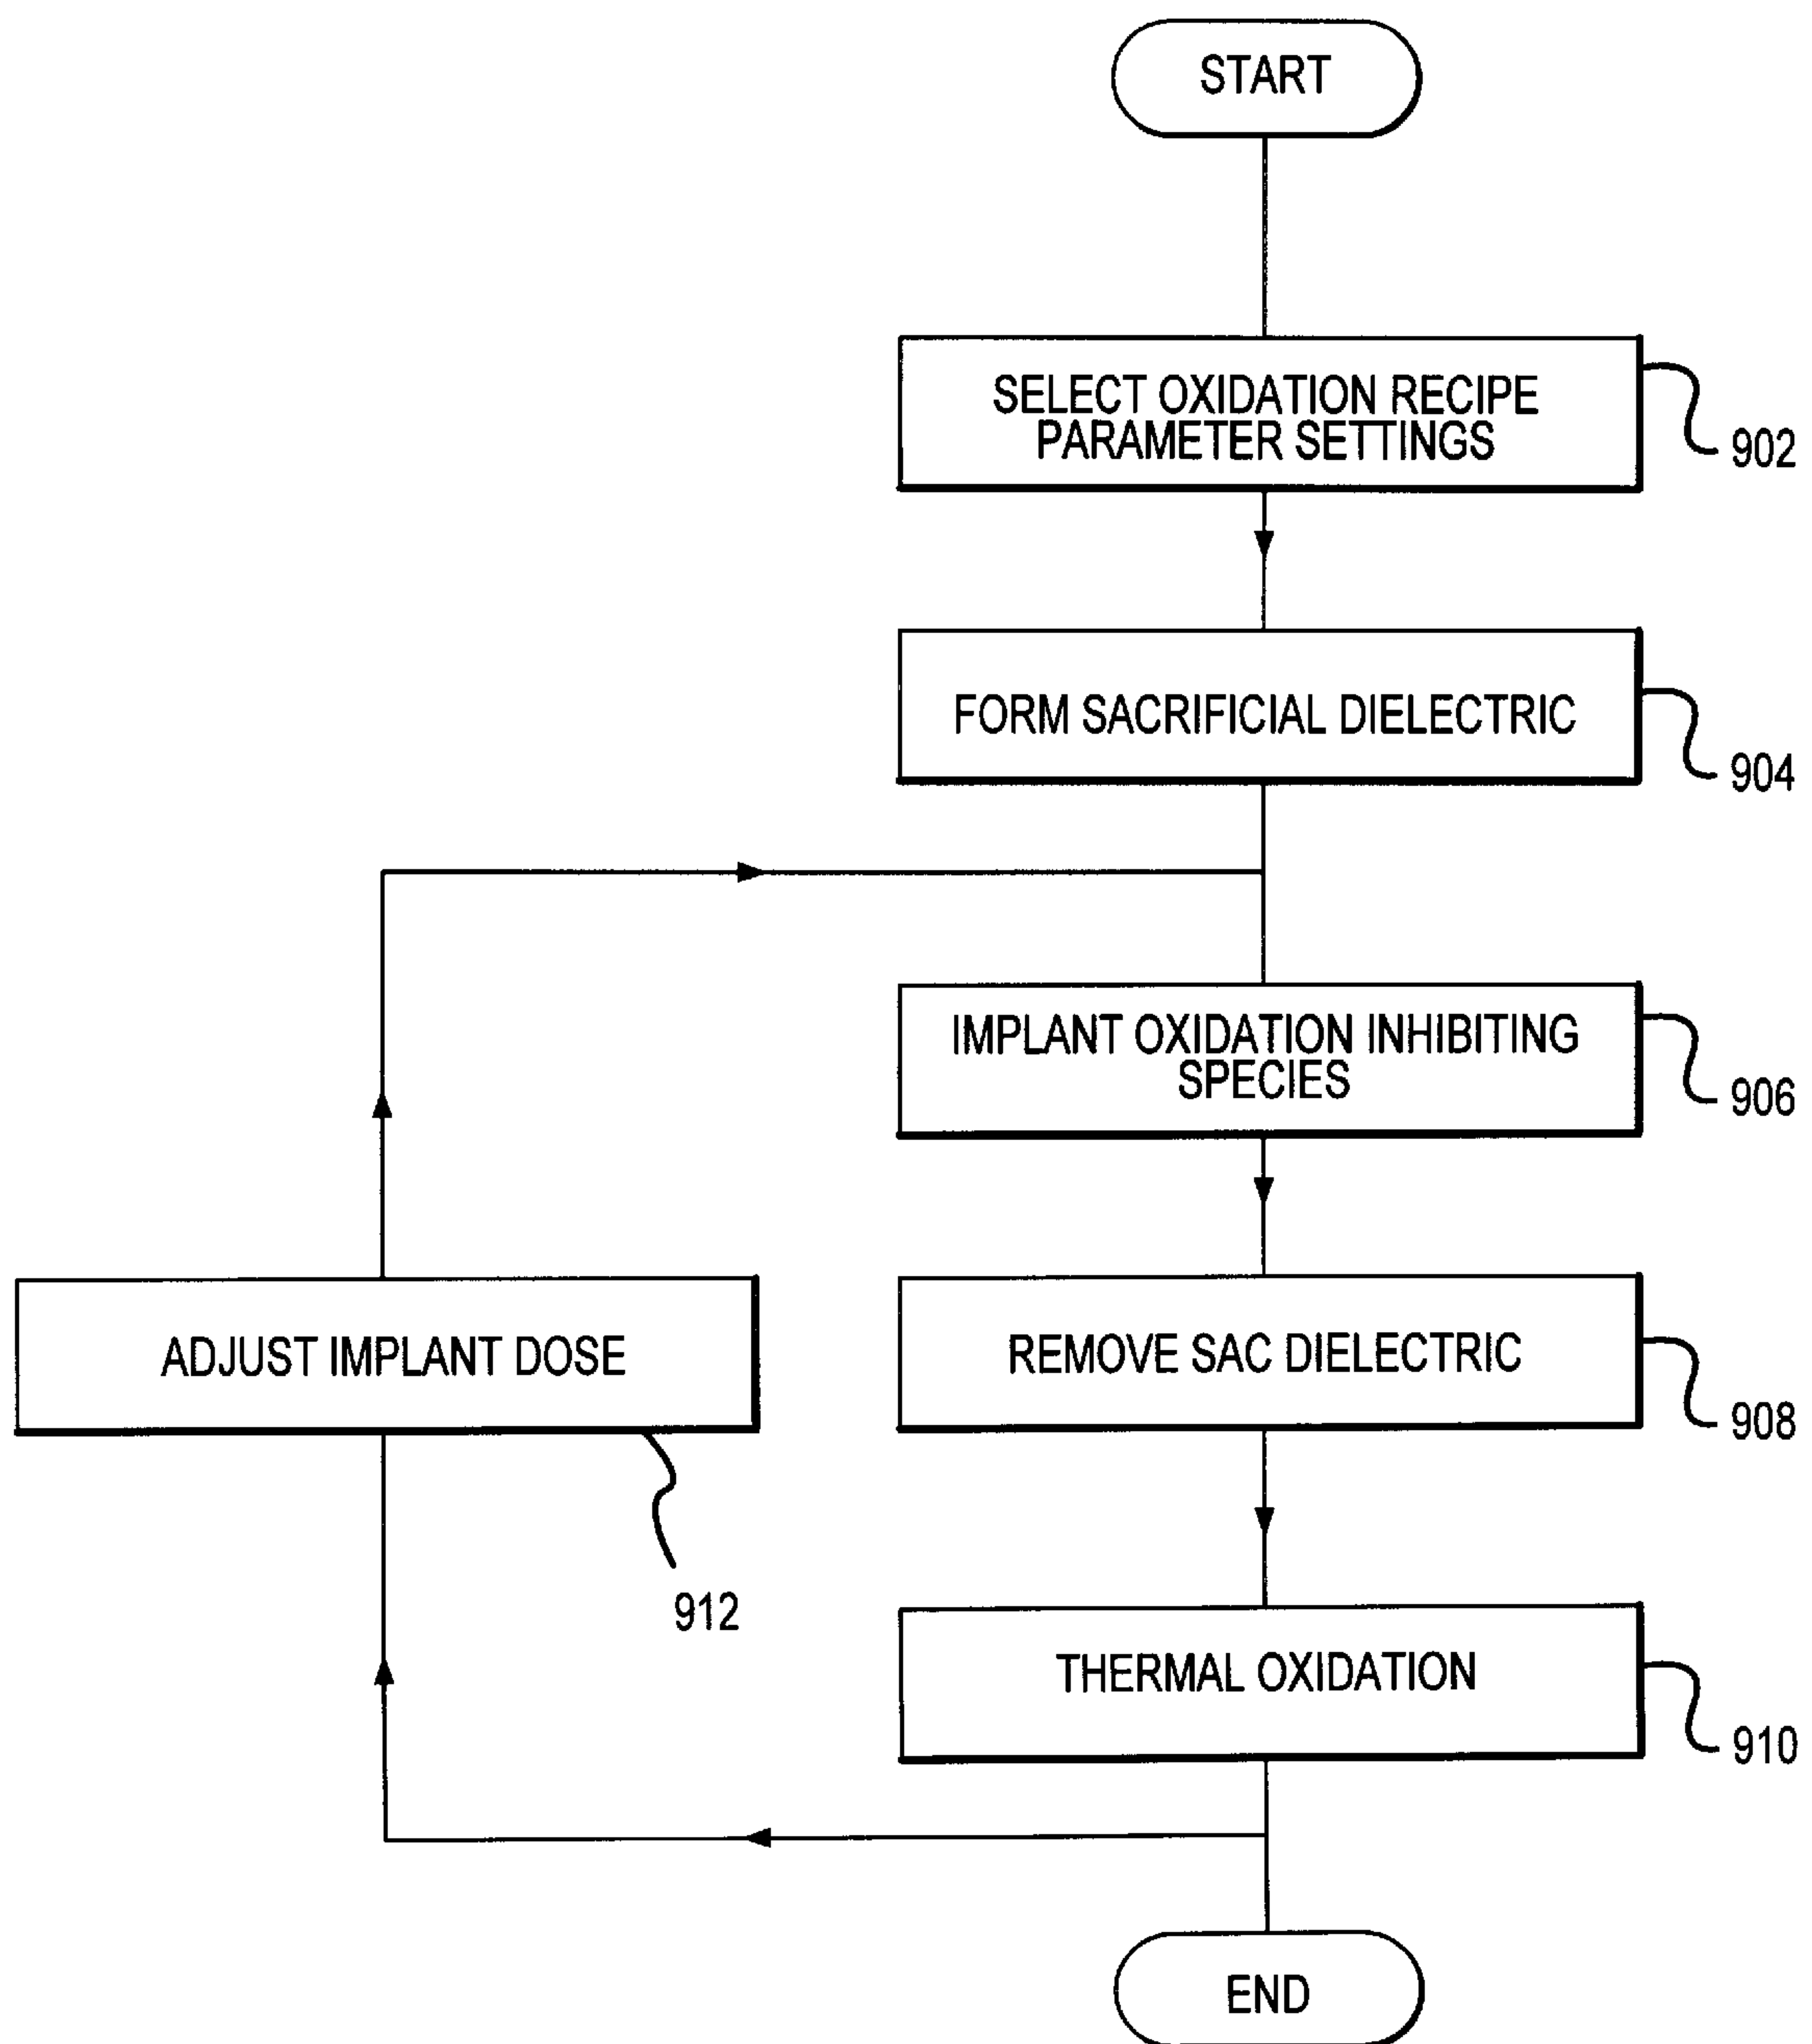 START
SELECT OXIDATION RECIPE
PARAMETER SETTINGS
902
FORM SACRIFICIAL DIELECTRIC
904
IMPLANT OXIDATION INHIBITING
SPECIES
906
ADJUST IMPLANT DOSE
912
REMOVE SAC DIELECTRIC
908
THERMAL OXIDATION
910
END